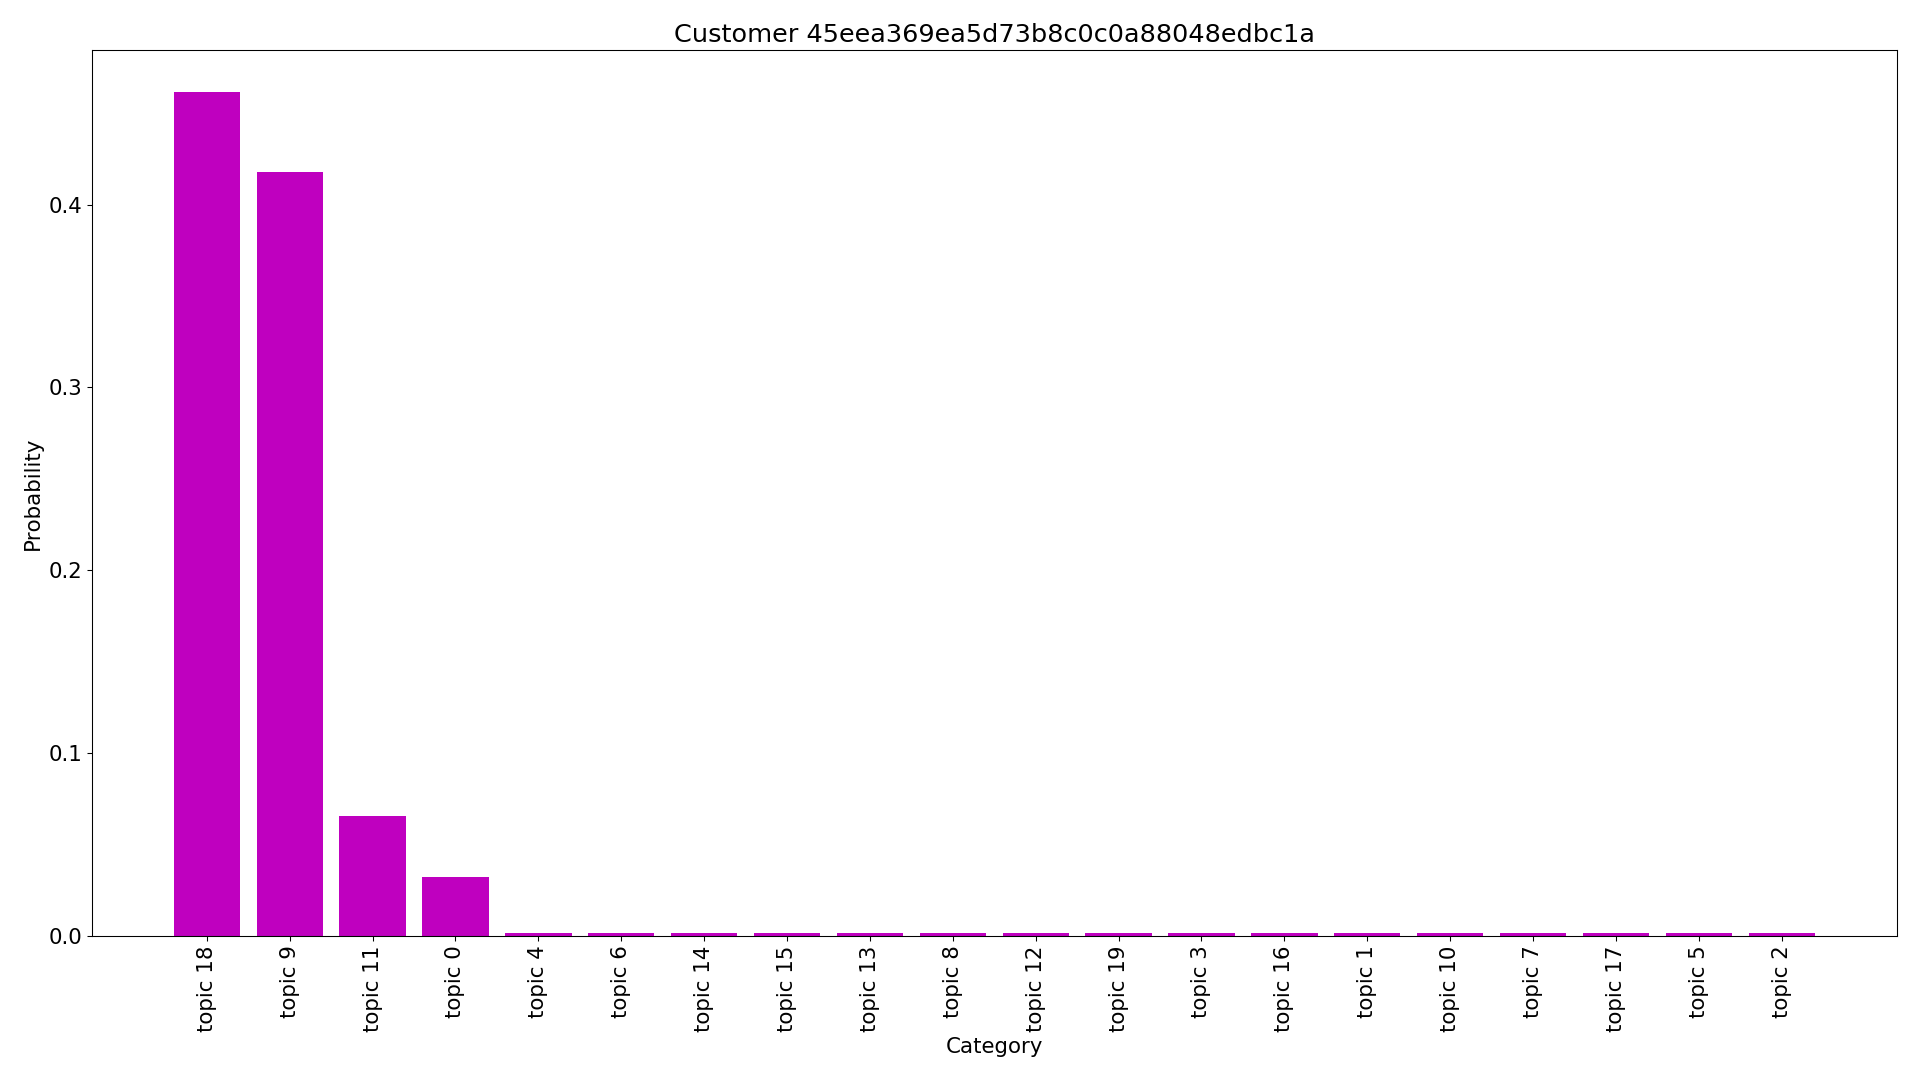 Customer 45eea369ea5d73b8c0c0a88048edbc1a
Probability
0.4
0.3
0.2
0.1
0.0
topic 18
topic 9
topic 11
topic 0
topic 4
topic 6
topic 14
topic 15
topic 13
topic 8
topic 12
topic 19
topic 3
topic 16
topic 1
topic 10
topic 7
topic 17
topic 5
topic 2
Category